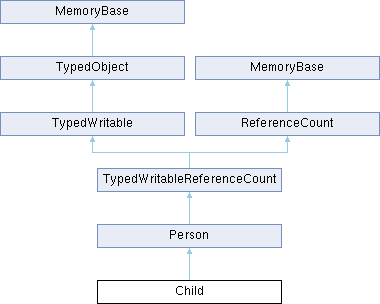 MemoryBase
TypedObject
MemoryBase
TypedWritable
ReferenceCount
TypedWritableReferenceCount
Person
Child